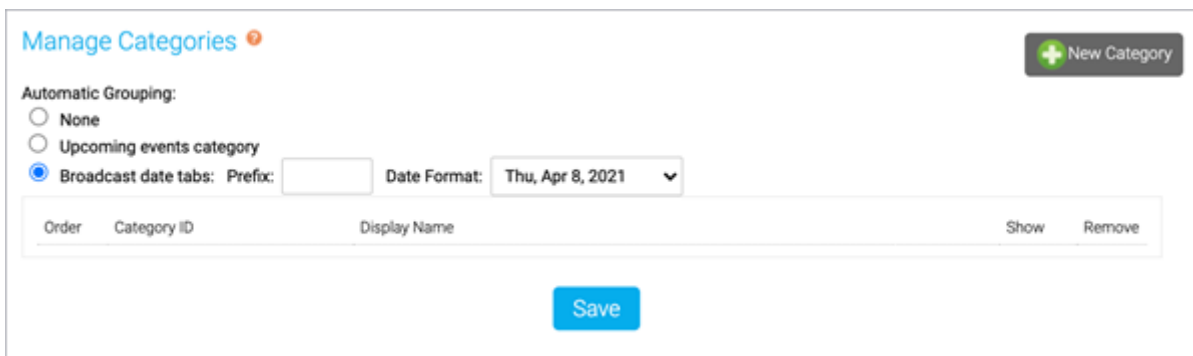 Manage Categories ?
New Category
Automatic Grouping:
None
Upcoming events category
Broadcast date tabs: Prefix: Date Format: Thu, Apr 8, 2021
Order Category ID Display Name Show Remove
Save